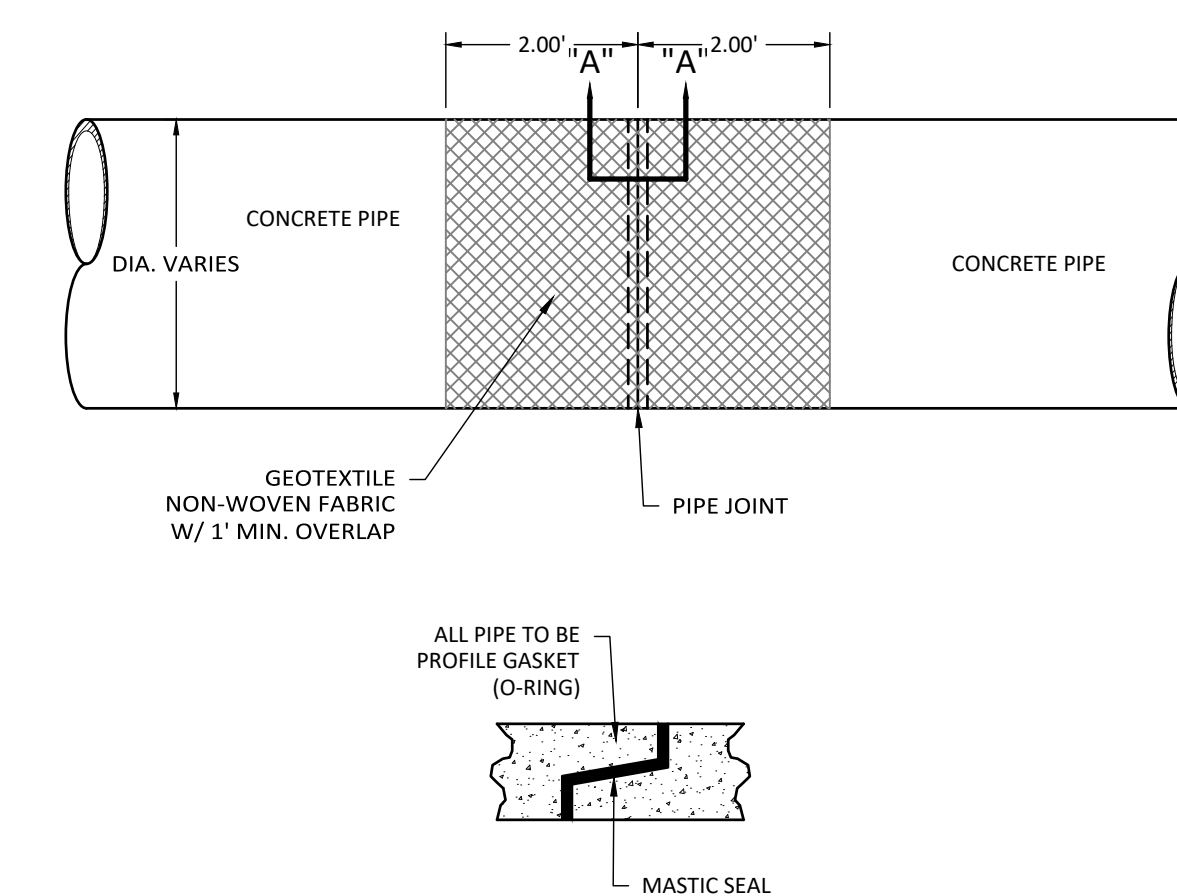 2.00' "A" "A" 2.00'
CONCRETE PIPE
DIA. VARIES
CONCRETE PIPE
GEOTEXTILE
NON-WOVEN FABRIC
W/ 1' MIN. OVERLAP
PIPE JOINT
ALL PIPE TO BE
PROFILE GASKET
(O-RING)
MASTIC SEAL